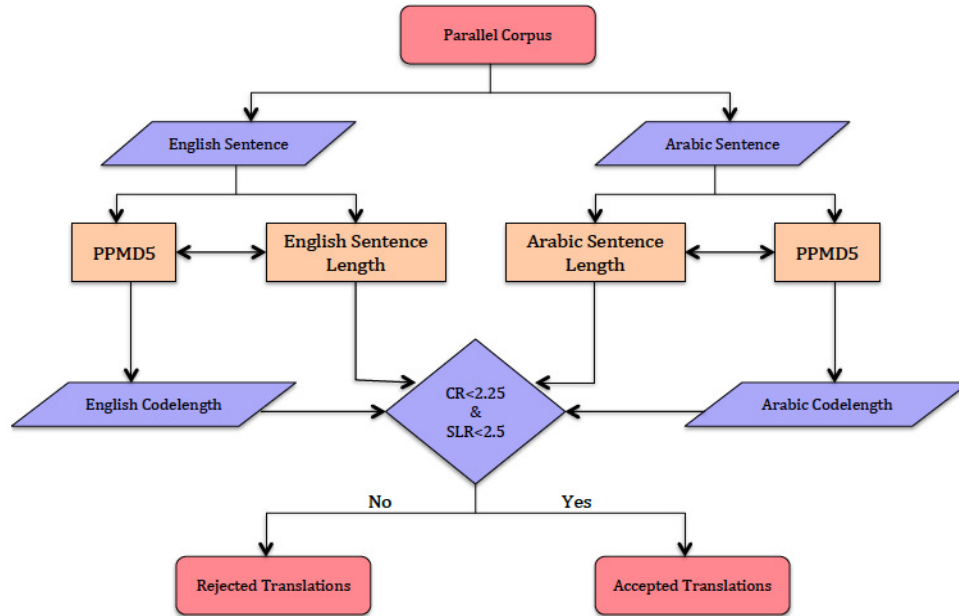 Parallel Corpus
English Sentence
Arabic Sentence
PPMD5
English Sentence
Length
Arabic Sentence
Length
PPMD5
CR<2.25
&
SLR<2.5
English Codelength
Arabic Codelength
No
Yes
Rejected Translations
Accepted Translations